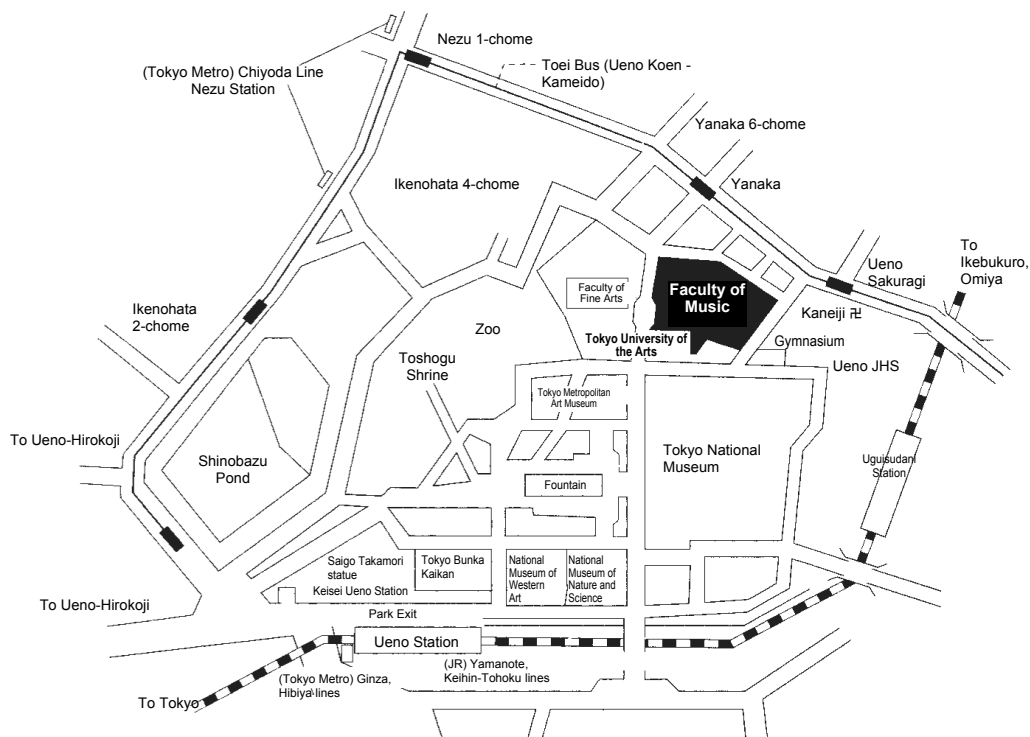 Nezu 1-chome
(Tokyo Metro) Chiyoda Line
Nezu Station
Toei Bus (Ueno Koen -
Kameido)
Yanaka 6-chome
Ikenohata 4-chome
Yanaka
To
Ikebukuro,
Omiya
Ueno
Sakuragi
Faculty of
Fine Arts
Faculty of
Music
Kaneiji 卍
Ikenohata
2-chome
Zoo
Tokyo University of
the Arts
Gymnasium
Toshogu
Shrine
Ueno JHS
Tokyo Metropolitan
Art Museum
To Ueno-Hirokoji
Shinobazu
Pond
Tokyo National
Museum
Uguisudani
Station
Fountain
Saigo Takamori
statue
Keisei Ueno Station
Tokyo Bunka
Kaikan
National
Museum of
Western
Art
National
Museum of
Nature and
Science
To Ueno-Hirokoji
Park Exit
Ueno Station
(JR) Yamanote,
Keihin-Tohoku lines
(Tokyo Metro) Ginza,
Hibiya lines
To Tokyo